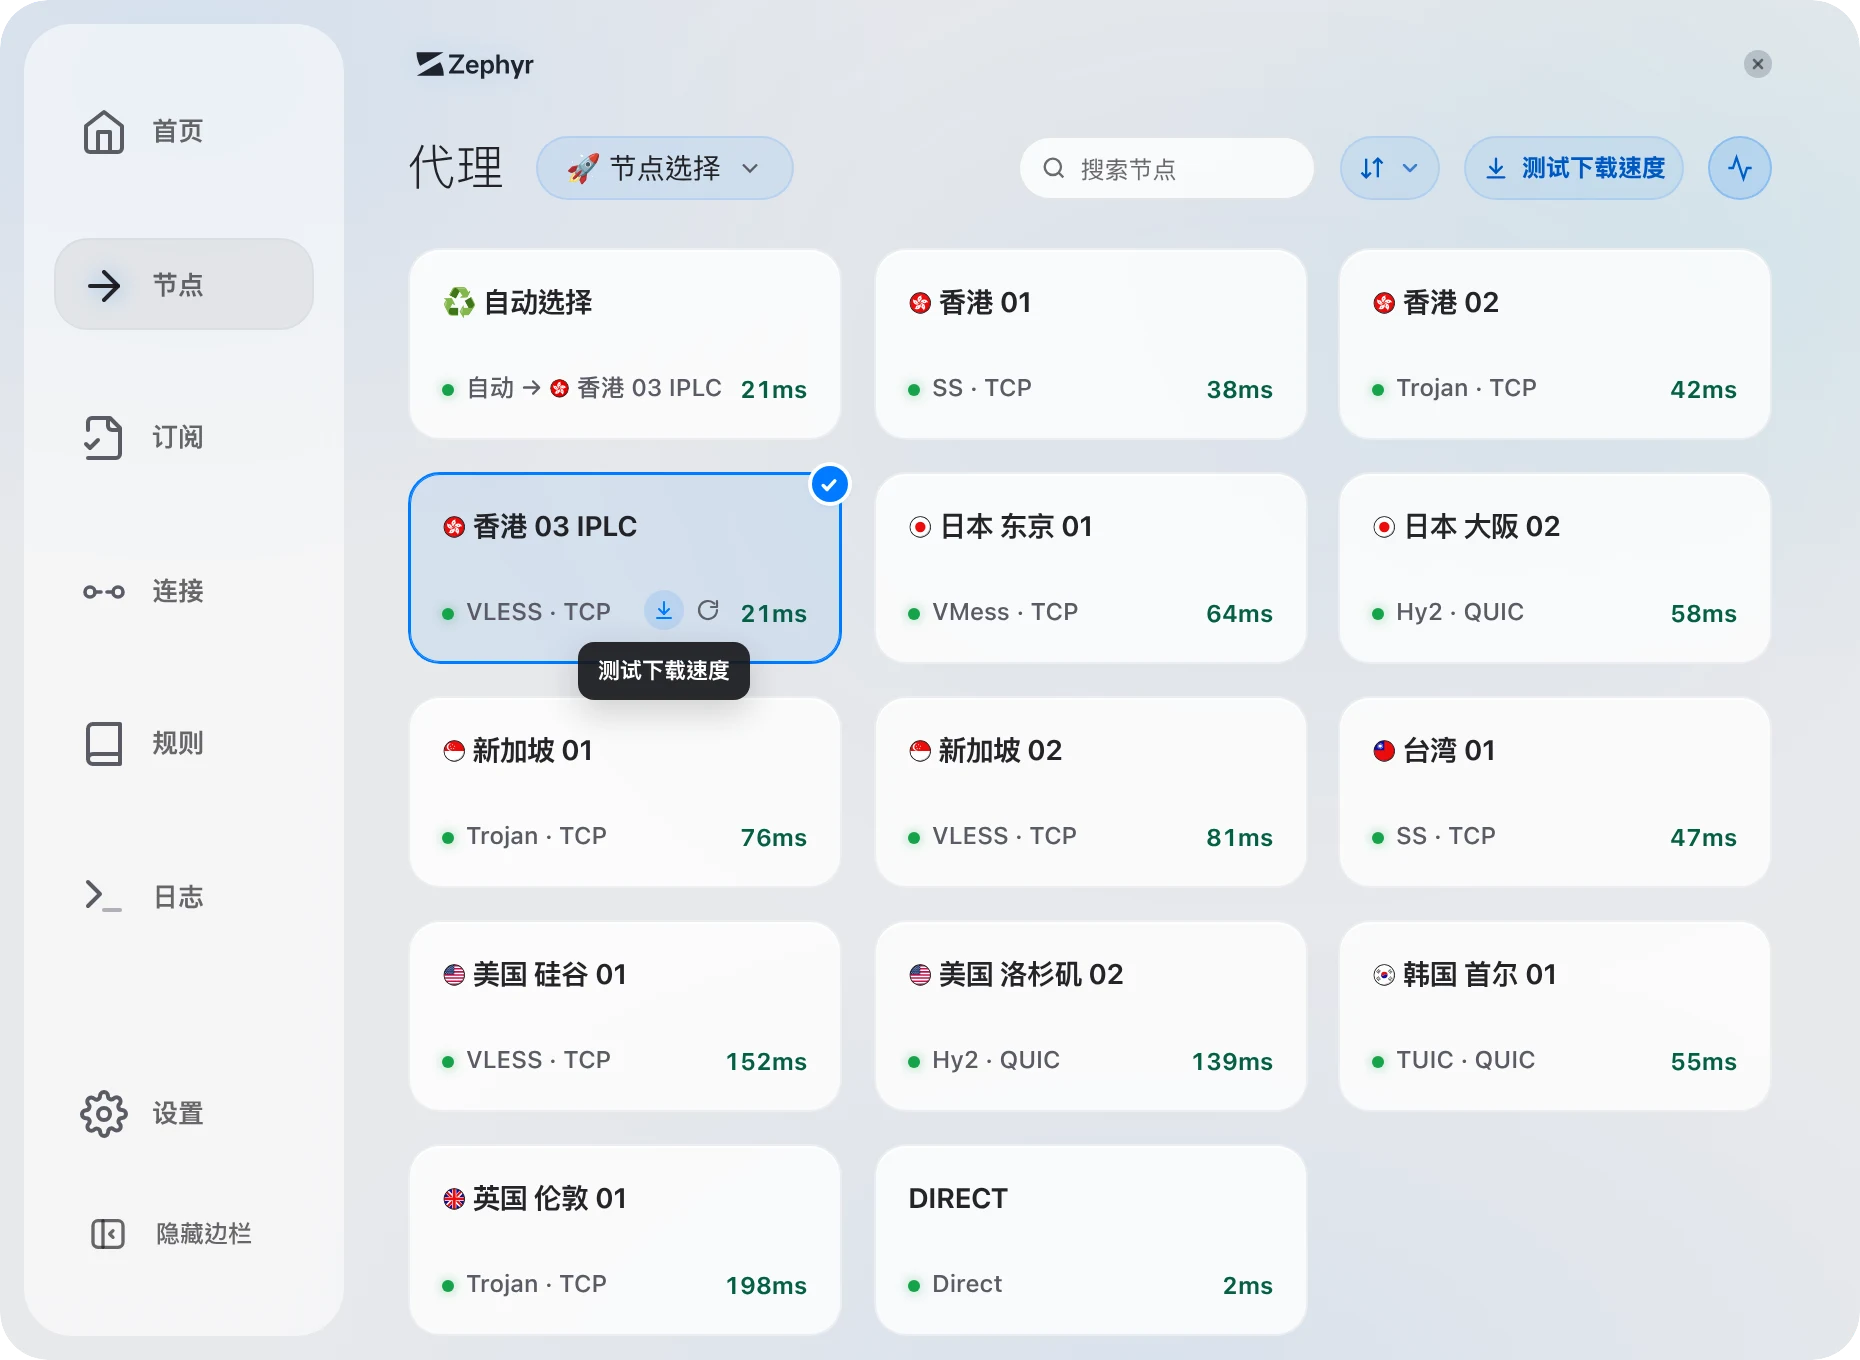 Zephyr
首页
节点
订阅
连接
规则
日志
设置
隐藏边栏
代理
🚀 节点选择
搜索节点
测试下载速度
♻️ 自动选择
自动 → 🇭🇰 香港 03 IPLC 21ms
🇭🇰 香港 01
SS · TCP 38ms
🇭🇰 香港 02
Trojan · TCP 42ms
🇭🇰 香港 03 IPLC
VLESS · TCP 21ms
测试下载速度
🇯🇵 日本 东京 01
VMess · TCP 64ms
🇯🇵 日本 大阪 02
Hy2 · QUIC 58ms
🇸🇬 新加坡 01
Trojan · TCP 76ms
🇸🇬 新加坡 02
VLESS · TCP 81ms
🇹🇼 台湾 01
SS · TCP 47ms
🇺🇸 美国 硅谷 01
VLESS · TCP 152ms
🇺🇸 美国 洛杉矶 02
Hy2 · QUIC 139ms
🇰🇷 韩国 首尔 01
TUIC · QUIC 55ms
🇬🇧 英国 伦敦 01
Trojan · TCP 198ms
DIRECT
Direct 2ms